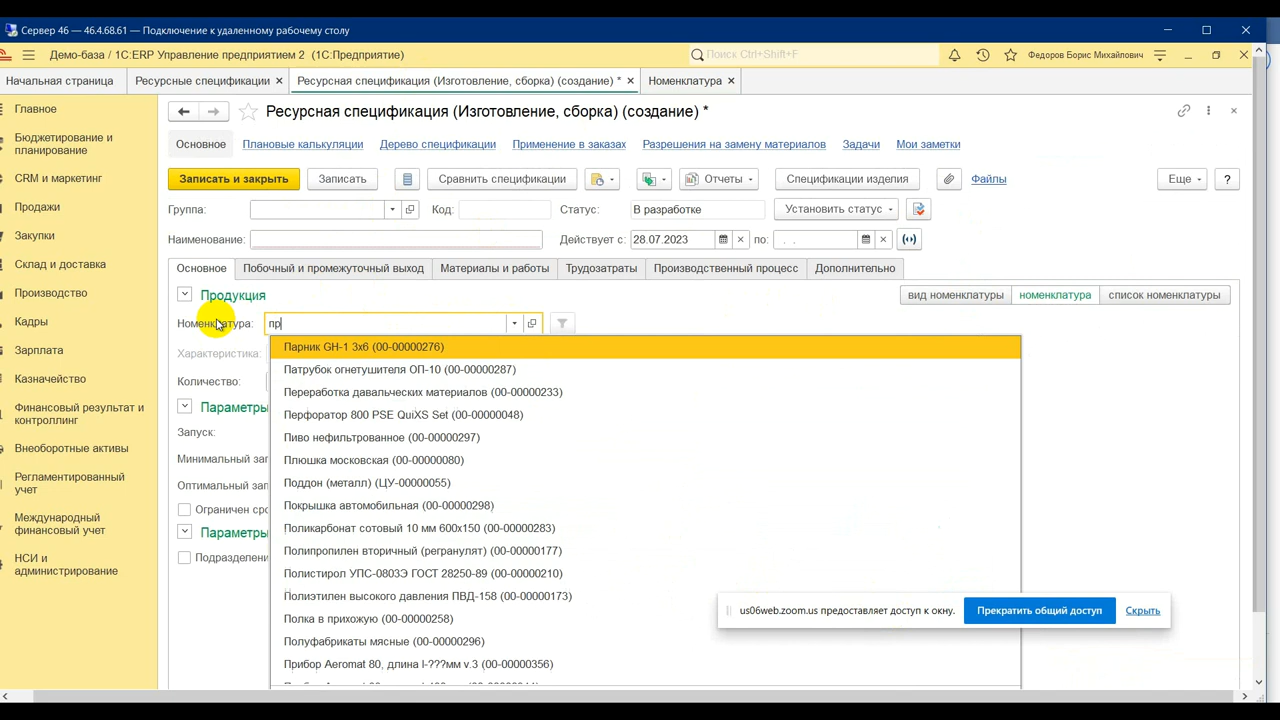 Сервер 46 — 46.4.68.61 — Подключение к удаленному рабочему столу
Демо-база / 1С:ERP Управление предприятием 2 (1С:Предприятие)
Поиск Ctrl+Shift+F
Федоров Борис Михайлович
Начальная страница
Ресурсные спецификации ×
Ресурсная спецификация (Изготовление, сборка) (создание) * ×
Номенклатура ×
Главное
Бюджетирование и
планирование
CRM и маркетинг
Продажи
Закупки
Склад и доставка
Производство
Кадры
Зарплата
Казначейство
Финансовый результат и
контроллинг
Внеоборотные активы
Регламентированный
учет
Международный
финансовый учет
НСИ и
администрирование
Ресурсная спецификация (Изготовление, сборка) (создание) *
Основное Плановые калькуляции Дерево спецификации Применение в заказах Разрешения на замену материалов Задачи Мои заметки
Записать и закрыть Записать Сравнить спецификации Отчеты Спецификации изделия Файлы Еще ?
Группа: Код: Статус: В разработке Установить статус
Наименование: Действует с: 28.07.2023 по: . .
Основное Побочный и промежуточный выход Материалы и работы Трудозатраты Производственный процесс Дополнительно
Продукция
вид номенклатуры номенклатура список номенклатуры
Номенклатура: пр
Характеристика:
Количество:
Параметры
Запуск:
Минимальный зап
Оптимальный зап
Ограничен сро
Параметры
Подразделени
Парник GH-1 3х6 (00-00000276)
Патрубок огнетушителя ОП-10 (00-00000287)
Переработка давальческих материалов (00-00000233)
Перфоратор 800 PSE QuiXS Set (00-00000048)
Пиво нефильтрованное (00-00000297)
Плюшка московская (00-00000080)
Поддон (металл) (ЦУ-00000055)
Покрышка автомобильная (00-00000298)
Поликарбонат сотовый 10 мм 600х150 (00-00000283)
Полипропилен вторичный (регранулят) (00-00000177)
Полистирол УПС-0803Э ГОСТ 28250-89 (00-00000210)
Полиэтилен высокого давления ПВД-158 (00-00000173)
Полка в прихожую (00-00000258)
Полуфабрикаты мясные (00-00000296)
Прибор Aeromat 80, длина l-???мм v.3 (00-00000356)
us06web.zoom.us предоставляет доступ к окну.
Прекратить общий доступ
Скрыть